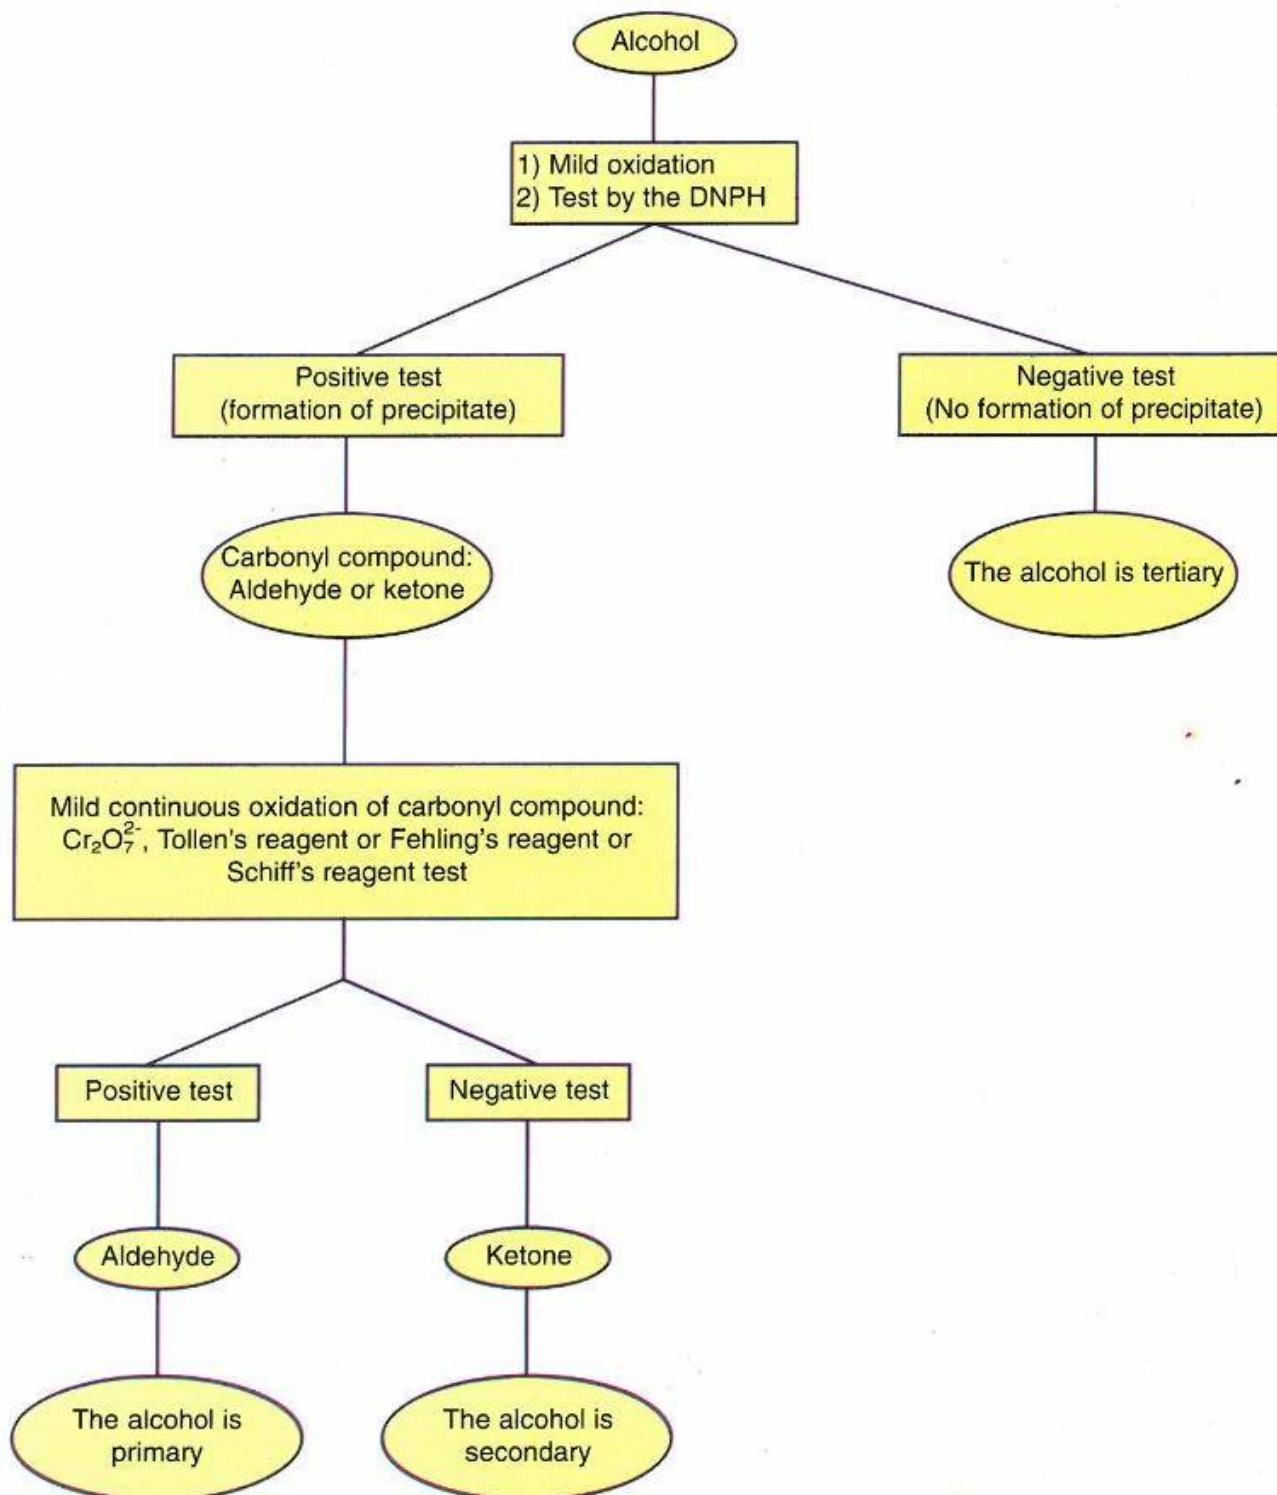 Alcohol
1) Mild oxidation
2) Test by the DNPH
Positive test
(formation of precipitate)
Negative test
(No formation of precipitate)
Carbonyl compound:
Aldehyde or ketone
The alcohol is tertiary
Mild continuous oxidation of carbonyl compound:
Cr₂O₇²⁻, Tollen's reagent or Fehling's reagent or
Schiff's reagent test
Positive test
Negative test
Aldehyde
Ketone
The alcohol is
primary
The alcohol is
secondary